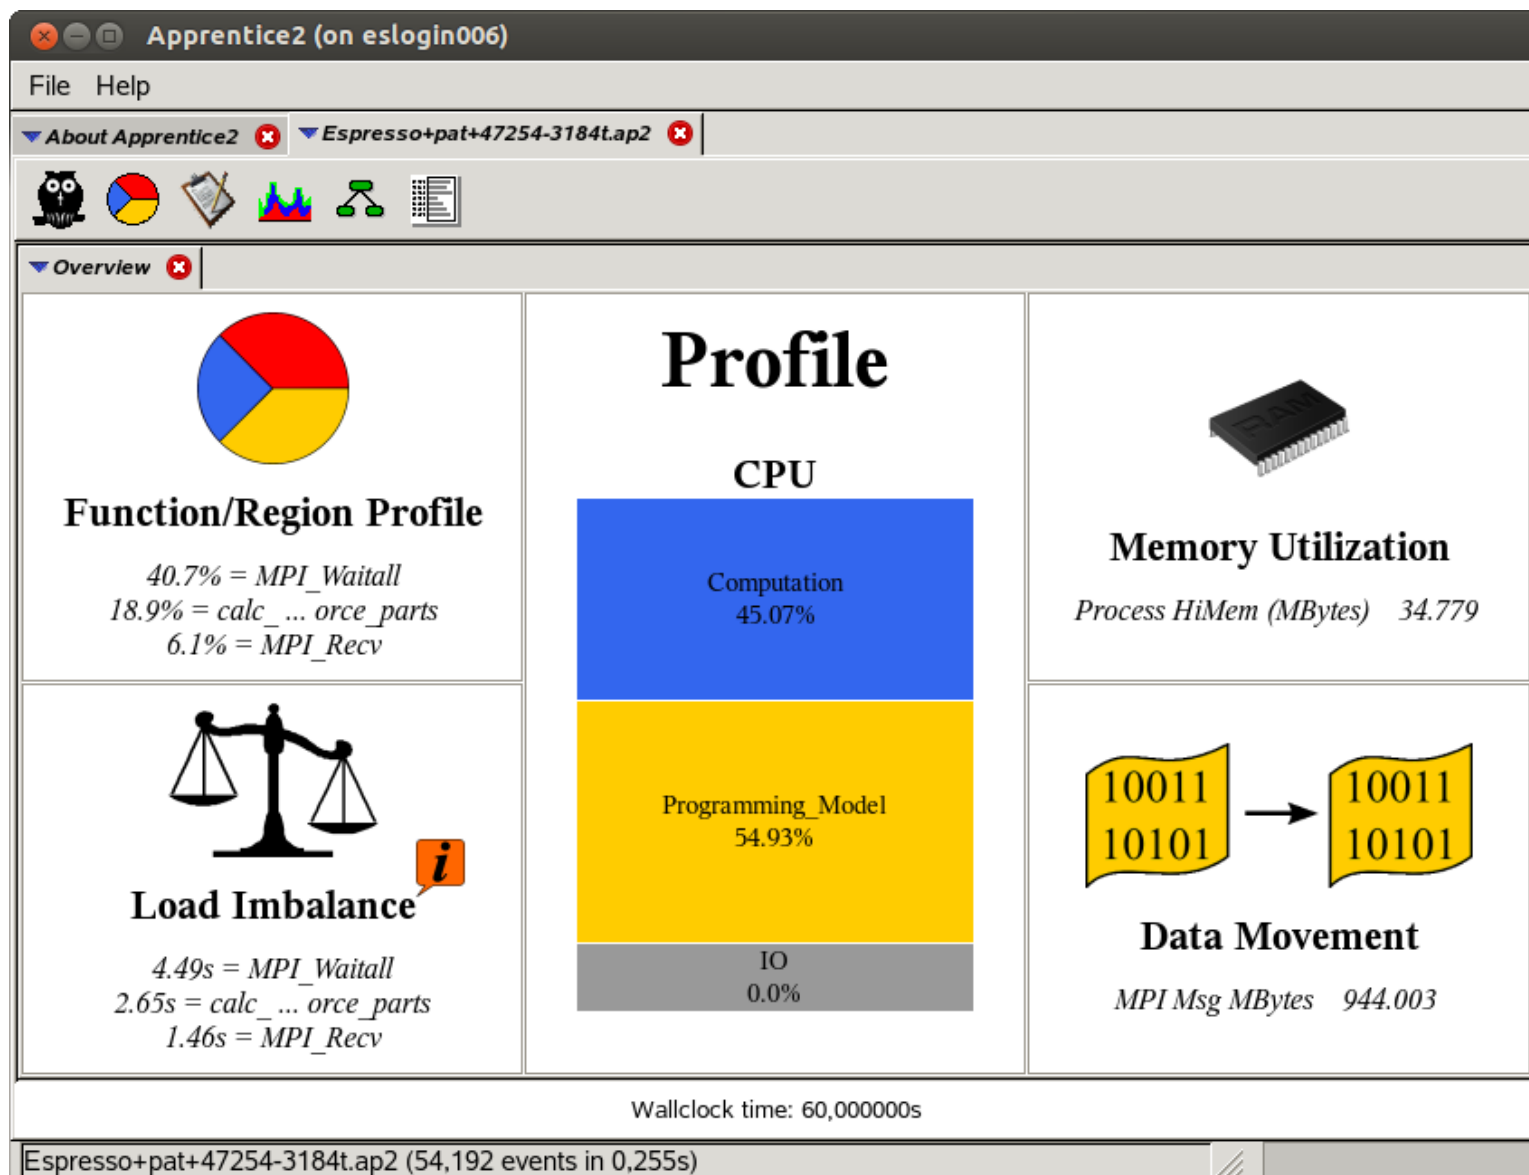 Apprentice2 (on eslogin006)
File Help
About Apprentice2 Espresso+pat+47254-3184t.ap2
Overview
Function/Region Profile
40.7% = MPI_Waitall
18.9% = calc_ ... orce_parts
6.1% = MPI_Recv
Load Imbalance
i
4.49s = MPI_Waitall
2.65s = calc_ ... orce_parts
1.46s = MPI_Recv
Profile
CPU
Computation
45.07%
Programming_Model
54.93%
IO
0.0%
RAM
Memory Utilization
Process HiMem (MBytes) 34.779
10011 10011
10101 10101
Data Movement
MPI Msg MBytes 944.003
Wallclock time: 60,000000s
Espresso+pat+47254-3184t.ap2 (54,192 events in 0,255s)